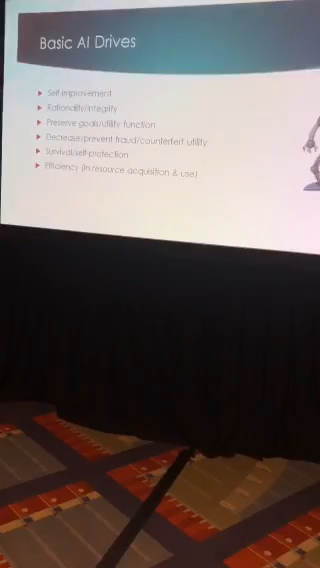 Basic AI Drives
Self-improvement
Rationality/integrity
Preserve goals/utility function
Decrease/prevent fraud/counterfeit utility
Survival/self-protection
Efficiency (in resource acquisition & use)